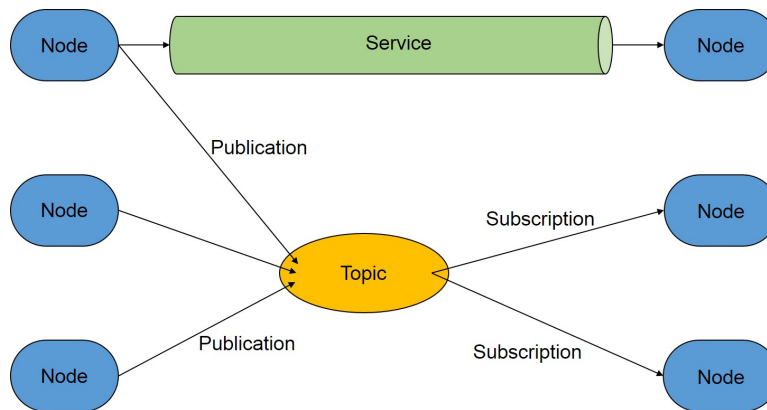 Node
Service
Node
Publication
Node
Subscription
Node
Topic
Publication
Subscription
Node
Node